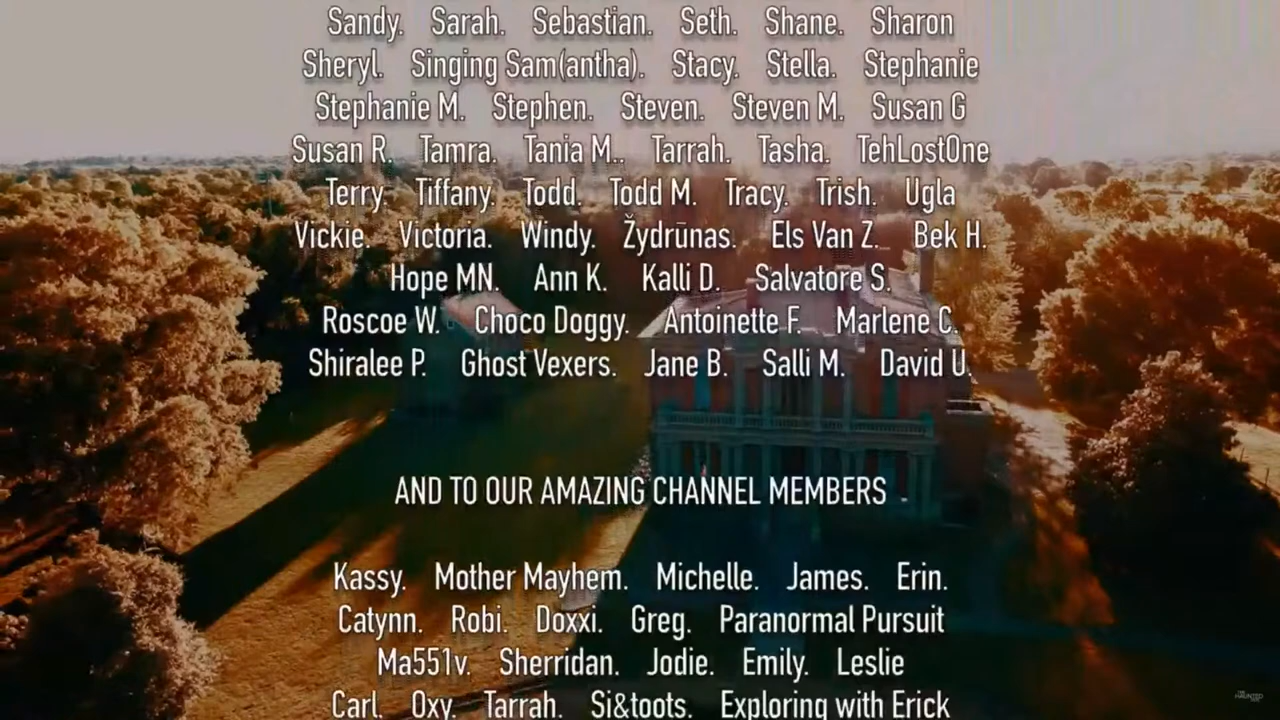 Sandy. Sarah. Sebastian. Seth. Shane. Sharon
Sheryl. Singing Sam(antha). Stacy. Stella. Stephanie
Stephanie M. Stephen. Steven. Steven M. Susan G
Susan R. Tamra. Tania M.. Tarrah. Tasha. TehLostOne
Terry. Tiffany. Todd. Todd M. Tracy. Trish. Ugla
Vickie. Victoria. Windy. Žydrūnas. Els Van Z. Bek H.
Hope MN. Ann K. Kalli D. Salvatore S.
Roscoe W. Choco Doggy. Antoinette F. Marlene C.
Shiralee P. Ghost Vexers. Jane B. Salli M. David U.
AND TO OUR AMAZING CHANNEL MEMBERS
Kassy. Mother Mayhem. Michelle. James. Erin.
Catynn. Robi. Doxxi. Greg. Paranormal Pursuit
Ma551v. Sherridan. Jodie. Emily. Leslie
Carl. Oxy. Tarrah. Si&toots. Exploring with Erick
HAUNTED